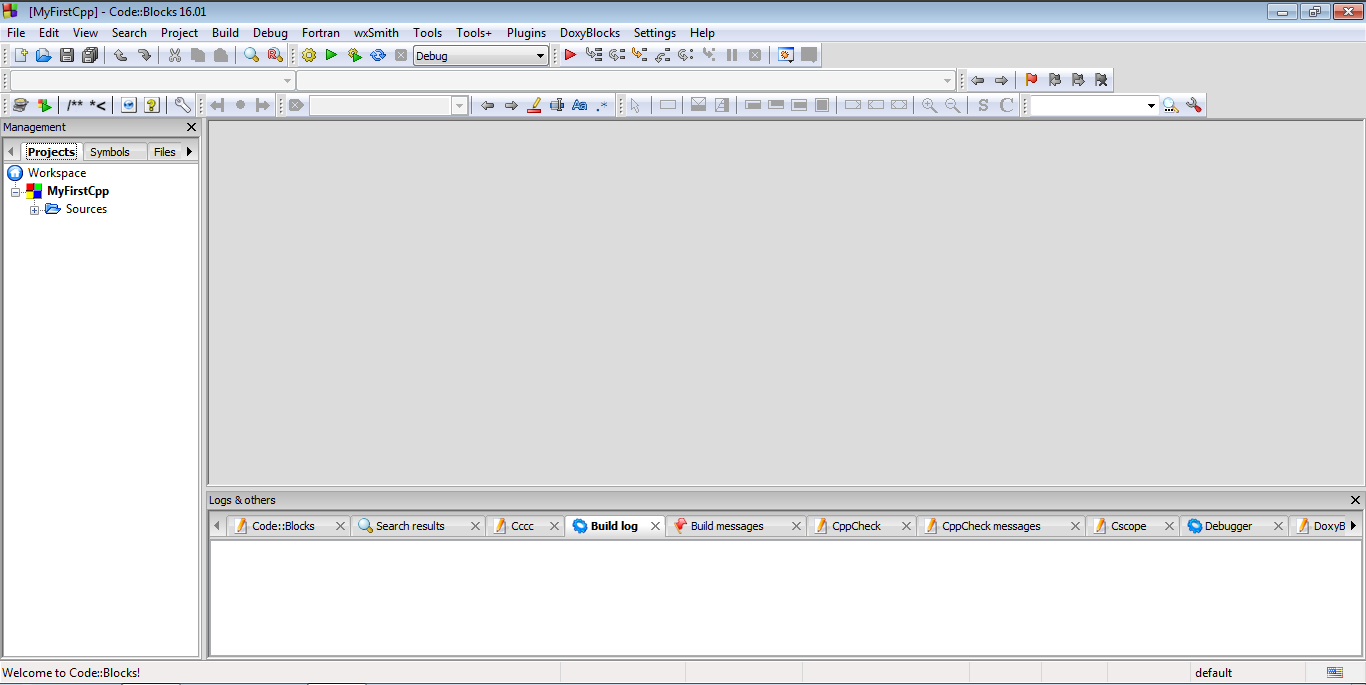 [MyFirstCpp] - Code::Blocks 16.01
File Edit View Search Project Build Debug Fortran wxSmith Tools Tools+ Plugins DoxyBlocks Settings Help
Debug
/** *< ? Aa .* S C
Management
Projects Symbols Files
Workspace
MyFirstCpp
Sources
Logs & others
Code::Blocks Search results Cccc Build log Build messages CppCheck CppCheck messages Cscope Debugger DoxyB
Welcome to Code::Blocks! default